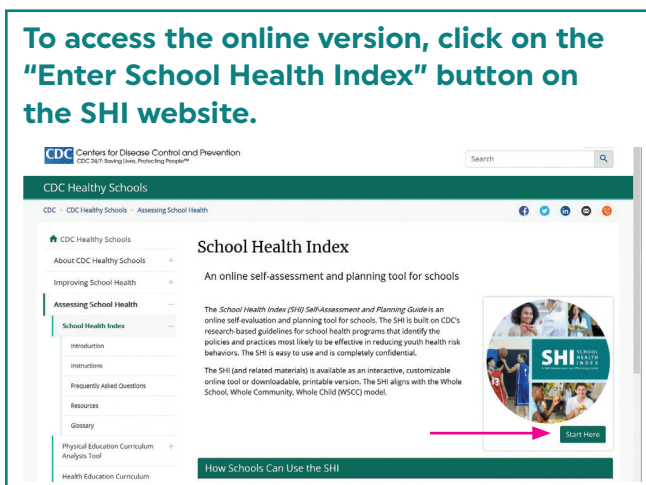 To access the online version, click on the
“Enter School Health Index” button on
the SHI website.
CDC Centers for Disease Control and Prevention
CDC 24/7: Saving Lives, Protecting People™
Search
CDC Healthy Schools
CDC > CDC Healthy Schools > Assessing School Health
CDC Healthy Schools
About CDC Healthy Schools +
Improving School Health +
Assessing School Health –
School Health Index –
Introduction
Instructions
Frequently Asked Questions
Resources
Glossary
Physical Education Curriculum +
Analysis Tool
Health Education Curriculum
School Health Index
An online self-assessment and planning tool for schools
The School Health Index (SHI) Self-Assessment and Planning Guide is an
online self-evaluation and planning tool for schools. The SHI is built on CDC's
research-based guidelines for school health programs that identify the
policies and practices most likely to be effective in reducing youth health risk
behaviors. The SHI is easy to use and is completely confidential.
The SHI (and related materials) is available as an interactive, customizable
online tool or downloadable, printable version. The SHI aligns with the Whole
School, Whole Community, Whole Child (WSCC) model.
SHI SCHOOL
HEALTH
INDEX
A Self-Assessment and Planning Guide
Start Here
How Schools Can Use the SHI